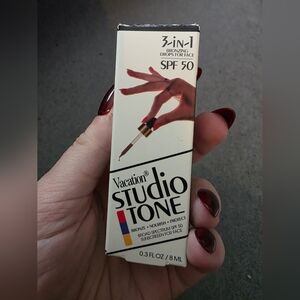 3-in-1
BRONZING
DROPS FOR FACE
SPF 50
Vacation®
STUDIO
TONE
BRONZE • NOURISH • PROTECT
BROAD SPECTRUM SPF 50
SUNSCREEN FOR FACE
0.3 FL OZ / 8 ML